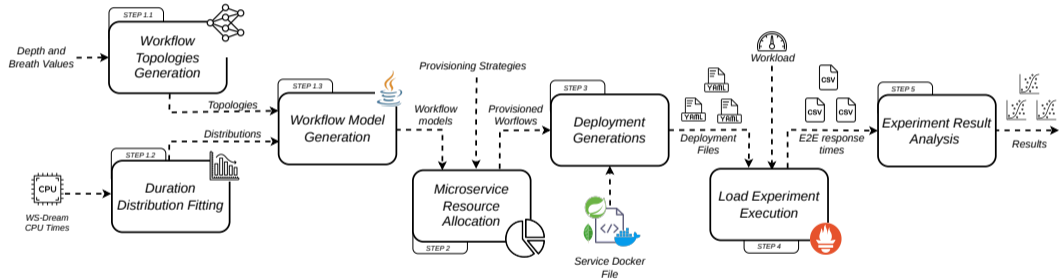 STEP 1.1
Workflow
Topologies
Generation
Depth and
Breath Values
Topologies
Distributions
STEP 1.2
Duration
Distribution Fitting
CPU
WS-Dream
CPU Times
STEP 1.3
Workflow Model
Generation
Provisioning Strategies
Workflow
models
Microservice
Resource
Allocation
STEP 2
Provisioned
Worflows
STEP 3
Deployment
Generations
Service Docker
File
YAML
YAML
YAML
Deployment
Files
Workload
Load Experiment
Execution
STEP 4
CSV
CSV
CSV
E2E response
times
STEP 5
Experiment Result
Analysis
Results